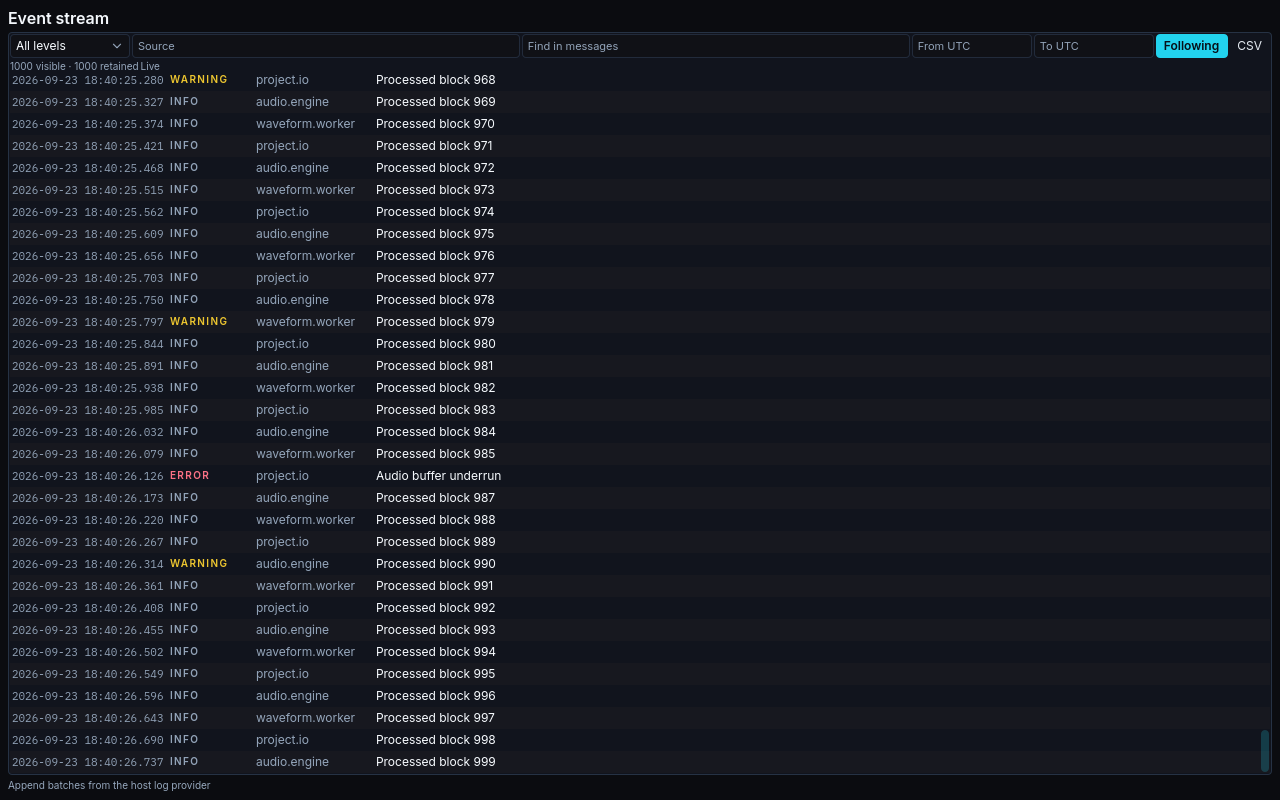 Event stream
All levels Source Find in messages From UTC To UTC Following CSV
1000 visible · 1000 retained Live
2026-09-23 18:40:25.280 WARNING project.io Processed block 968
2026-09-23 18:40:25.327 INFO audio.engine Processed block 969
2026-09-23 18:40:25.374 INFO waveform.worker Processed block 970
2026-09-23 18:40:25.421 INFO project.io Processed block 971
2026-09-23 18:40:25.468 INFO audio.engine Processed block 972
2026-09-23 18:40:25.515 INFO waveform.worker Processed block 973
2026-09-23 18:40:25.562 INFO project.io Processed block 974
2026-09-23 18:40:25.609 INFO audio.engine Processed block 975
2026-09-23 18:40:25.656 INFO waveform.worker Processed block 976
2026-09-23 18:40:25.703 INFO project.io Processed block 977
2026-09-23 18:40:25.750 INFO audio.engine Processed block 978
2026-09-23 18:40:25.797 WARNING waveform.worker Processed block 979
2026-09-23 18:40:25.844 INFO project.io Processed block 980
2026-09-23 18:40:25.891 INFO audio.engine Processed block 981
2026-09-23 18:40:25.938 INFO waveform.worker Processed block 982
2026-09-23 18:40:25.985 INFO project.io Processed block 983
2026-09-23 18:40:26.032 INFO audio.engine Processed block 984
2026-09-23 18:40:26.079 INFO waveform.worker Processed block 985
2026-09-23 18:40:26.126 ERROR project.io Audio buffer underrun
2026-09-23 18:40:26.173 INFO audio.engine Processed block 987
2026-09-23 18:40:26.220 INFO waveform.worker Processed block 988
2026-09-23 18:40:26.267 INFO project.io Processed block 989
2026-09-23 18:40:26.314 WARNING audio.engine Processed block 990
2026-09-23 18:40:26.361 INFO waveform.worker Processed block 991
2026-09-23 18:40:26.408 INFO project.io Processed block 992
2026-09-23 18:40:26.455 INFO audio.engine Processed block 993
2026-09-23 18:40:26.502 INFO waveform.worker Processed block 994
2026-09-23 18:40:26.549 INFO project.io Processed block 995
2026-09-23 18:40:26.596 INFO audio.engine Processed block 996
2026-09-23 18:40:26.643 INFO waveform.worker Processed block 997
2026-09-23 18:40:26.690 INFO project.io Processed block 998
2026-09-23 18:40:26.737 INFO audio.engine Processed block 999
Append batches from the host log provider